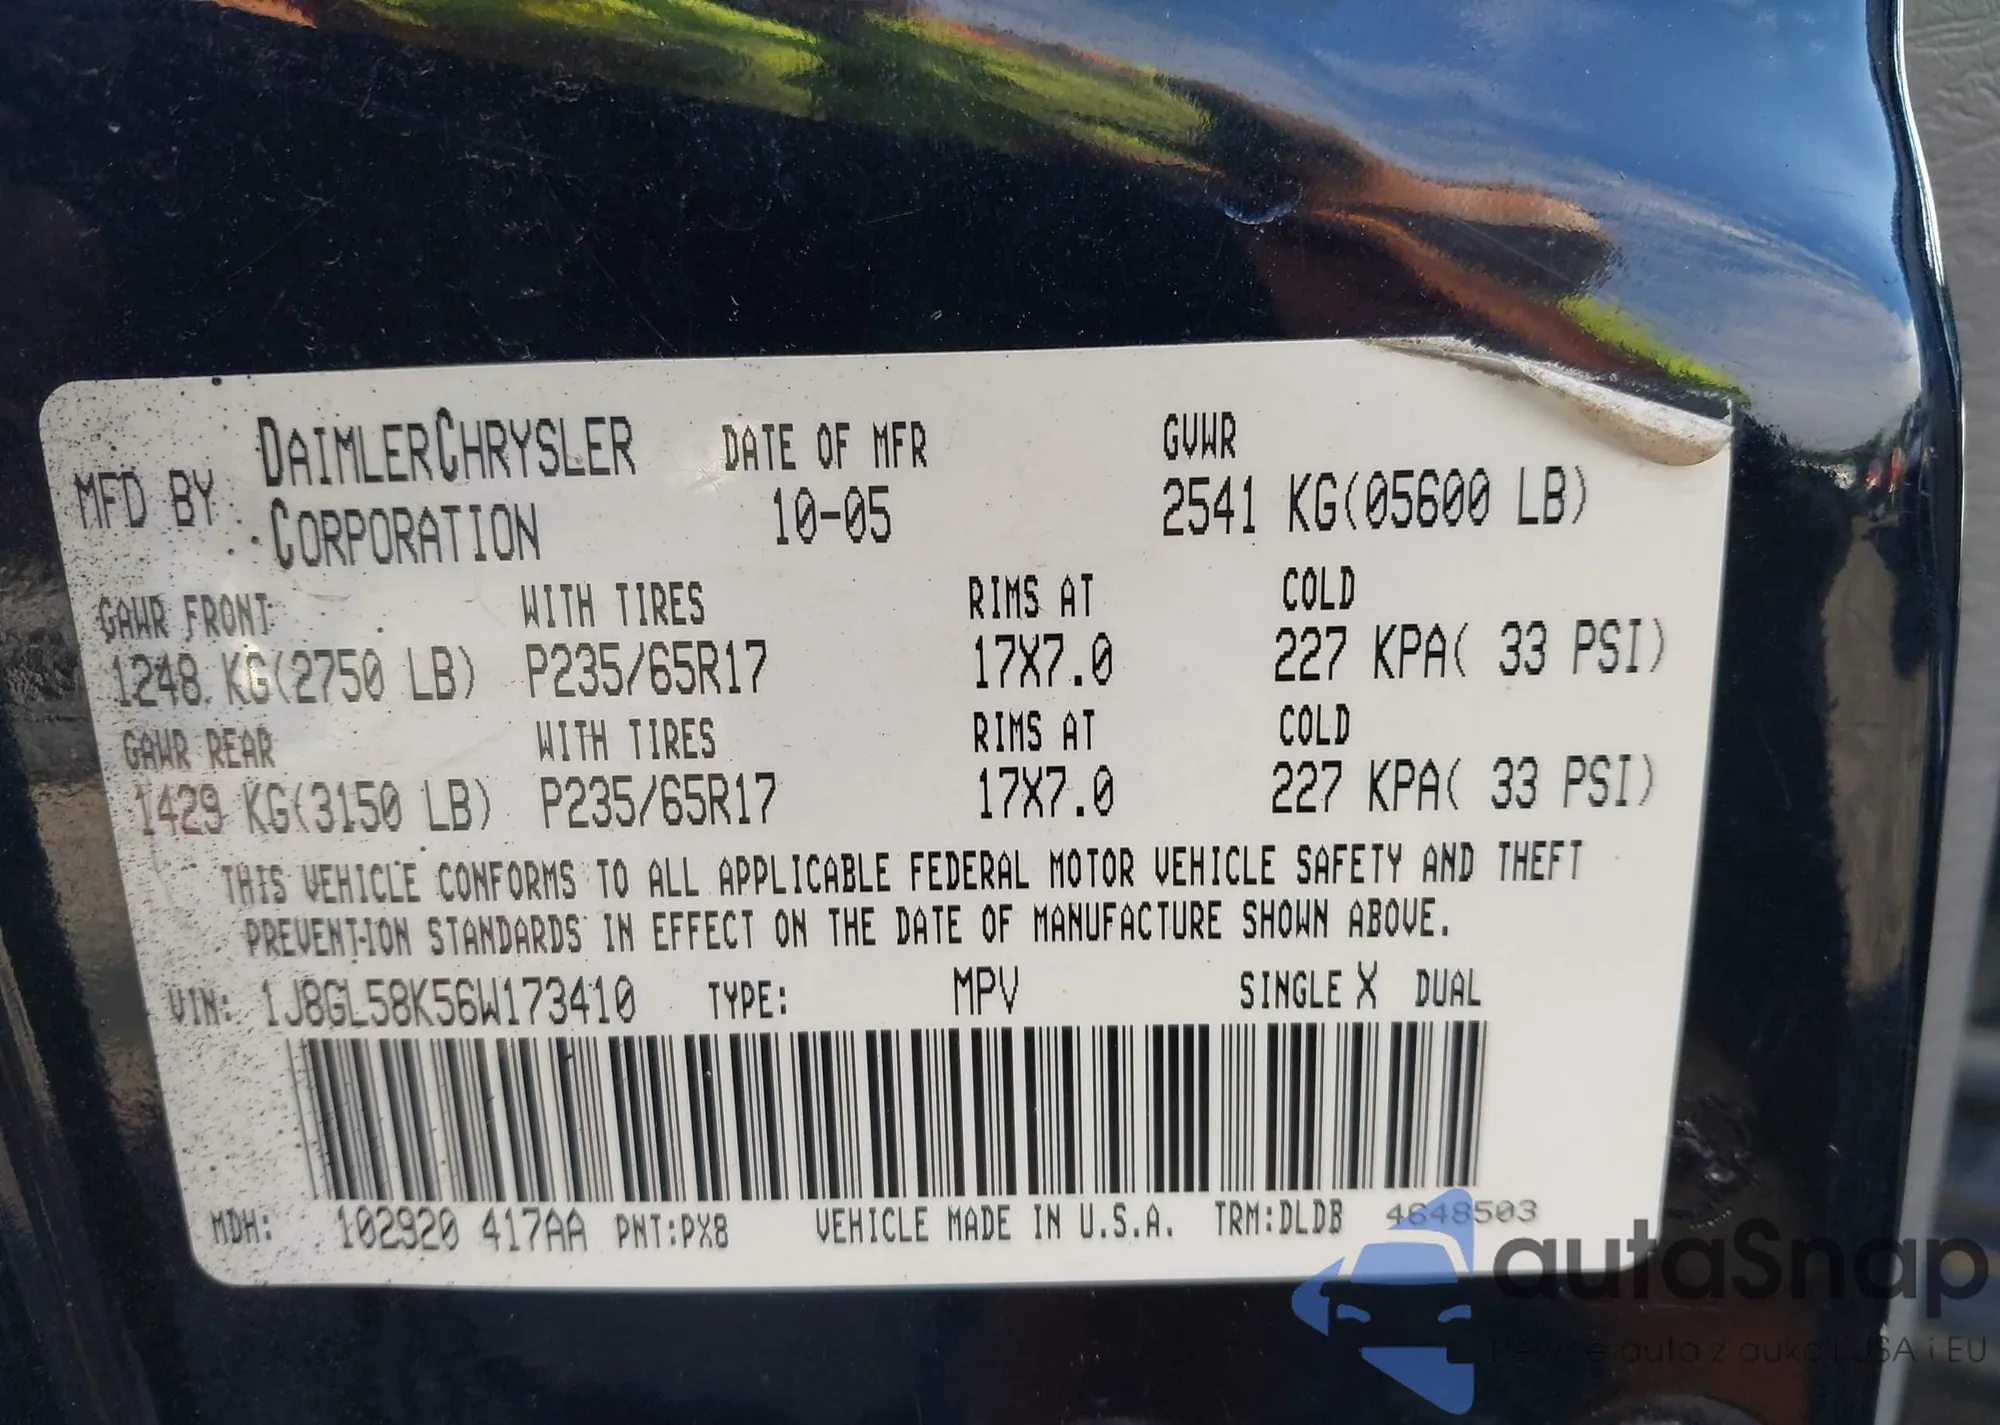 MFD BY DAIMLERCHRYSLER CORPORATION DATE OF MFR 10-05 GVWR 2541 KG(05600 LB)
GAWR FRONT WITH TIRES RIMS AT COLD
1248 KG(2750 LB) P235/65R17 17X7.0 227 KPA( 33 PSI)
GAWR REAR WITH TIRES RIMS AT COLD
1429 KG(3150 LB) P235/65R17 17X7.0 227 KPA( 33 PSI)
THIS VEHICLE CONFORMS TO ALL APPLICABLE FEDERAL MOTOR VEHICLE SAFETY AND THEFT
PREVENTION STANDARDS IN EFFECT ON THE DATE OF MANUFACTURE SHOWN ABOVE.
VIN: 1J8GL58K56W173410 TYPE: MPV SINGLE X DUAL
MDH: 102920 417AA PNT:PX8 VEHICLE MADE IN U.S.A. TRM:DLDB 4648503
autaSnap
auta z aukcji USA i EU